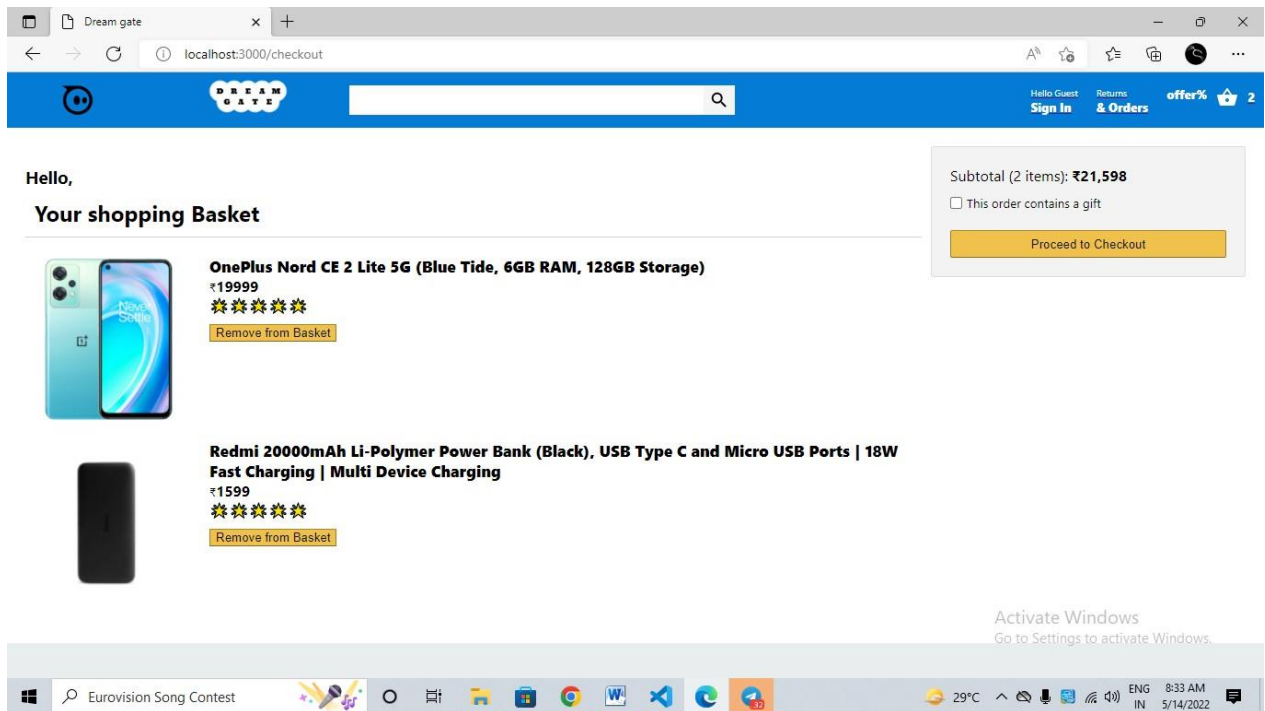 Dream gate
localhost:3000/checkout
DREAM
GATE
Hello Guest
Sign In
Returns
& Orders
offer%
2
Hello,
Your shopping Basket
Subtotal (2 items): ₹21,598
This order contains a gift
Proceed to Checkout
OnePlus Nord CE 2 Lite 5G (Blue Tide, 6GB RAM, 128GB Storage)
₹19999
Remove from Basket
Never
Settle
Redmi 20000mAh Li-Polymer Power Bank (Black), USB Type C and Micro USB Ports | 18W
Fast Charging | Multi Device Charging
₹1599
Remove from Basket
Activate Windows
Go to Settings to activate Windows.
Eurovision Song Contest
32
29°C
ENG
IN
8:33 AM
5/14/2022